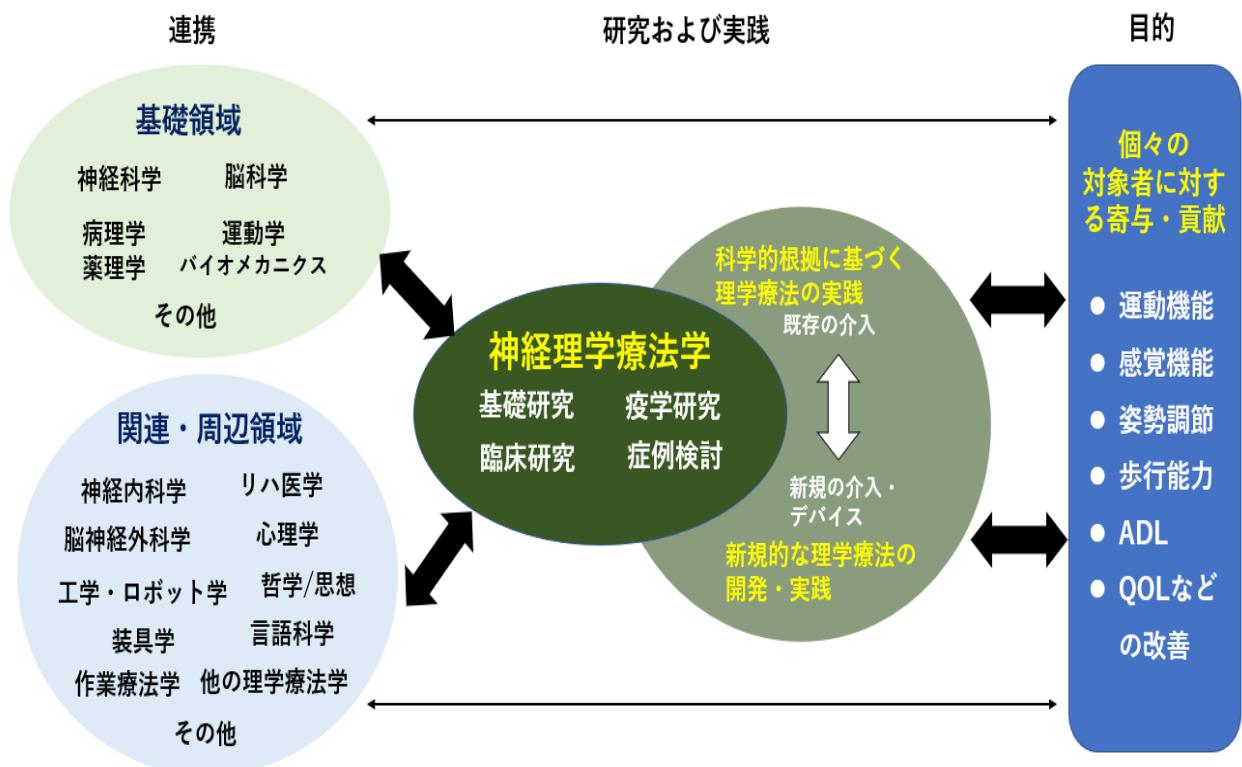 連携
研究および実践
目的
基礎領域
神経科学
脳科学
病理学
運動学
薬理学
バイオメカニクス
その他
関連・周辺領域
神経内科学
リハ医学
脳神経外科学
心理学
工学・ロボット学
哲学/思想
装具学
言語科学
作業療法学
他の理学療法学
その他
神経理学療法学
基礎研究
疫学研究
臨床研究
症例検討
科学的根拠に基づく
理学療法の実践
既存の介入
新規の介入・
デバイス
新規的な理学療法の
開発・実践
個々の
対象者に対す
る寄与・貢献
● 運動機能
● 感覚機能
● 姿勢調節
● 歩行能力
● ADL
● QOLなど
の改善